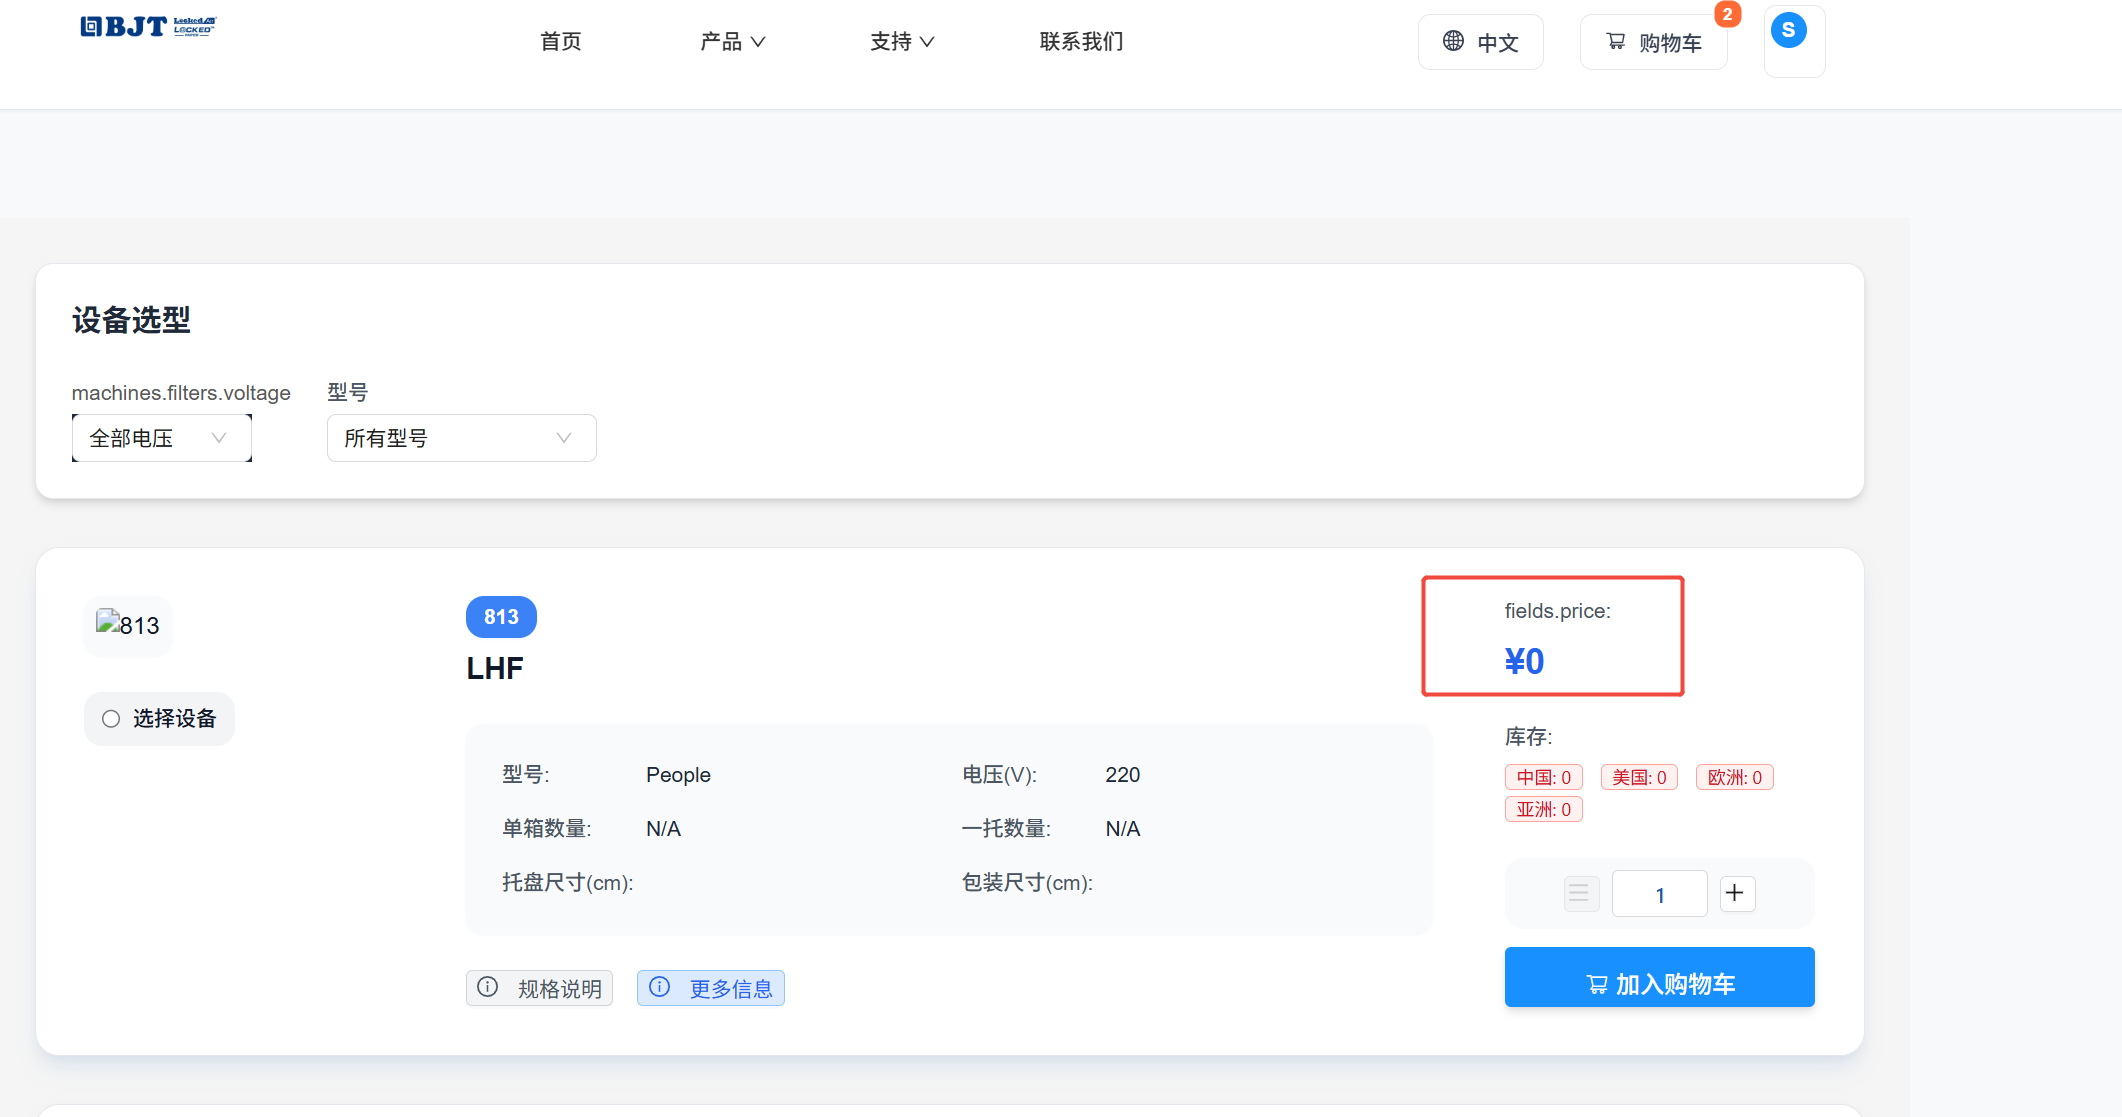 BJT
LOCKED
首页
产品
支持
联系我们
中文
购物车
2
S
设备选型
machines.filters.voltage
型号
全部电压
所有型号
813
选择设备
813
LHF
型号:
People
电压(V):
220
单箱数量:
N/A
一托数量:
N/A
托盘尺寸(cm):
包装尺寸(cm):
规格说明
更多信息
fields.price:
¥0
库存:
中国: 0
美国: 0
欧洲: 0
亚洲: 0
1
加入购物车